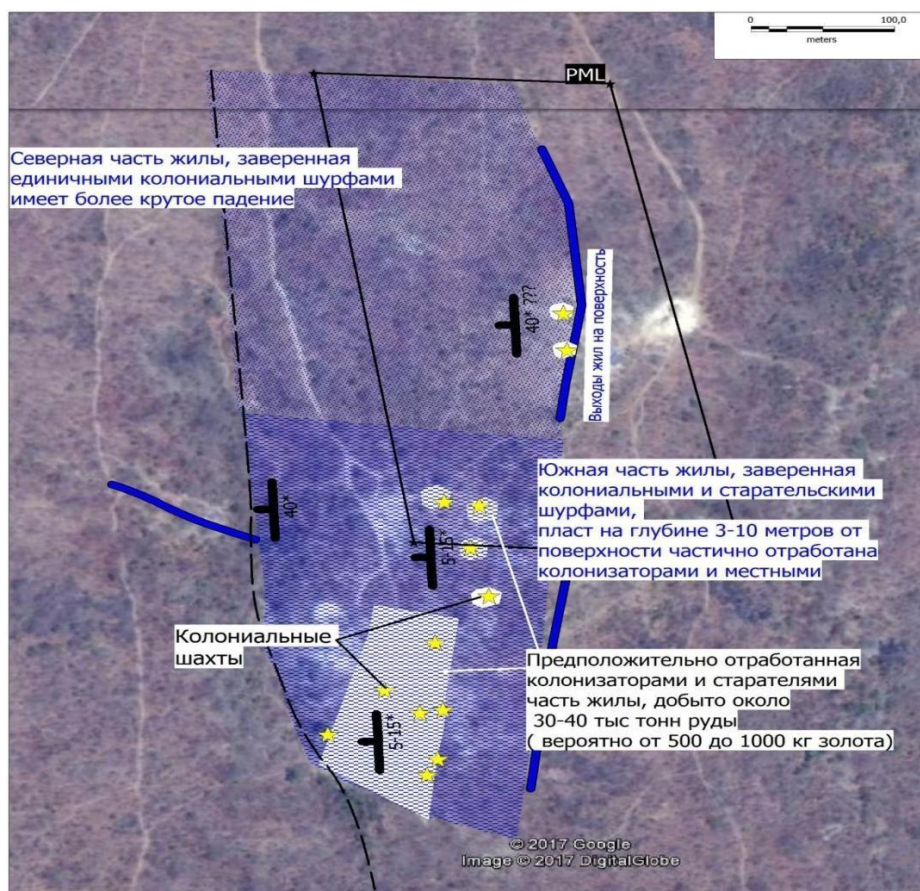 0 100,0
meters
PML
Северная часть жилы, заверенная
единичными колониальными шурфами
имеет более крутое падение
40* ???
Выходы жил на поверхность
40*
Южная часть жилы, заверенная
колониальными и старательскими
шурфами,
пласт на глубине 3-10 метров от
поверхности частично отработана
колонизаторами и местными
5-15*
Колониальные
шахты
Предположительно отработанная
колонизаторами и старателями
часть жилы, добыто около
30-40 тыс тонн руды
( вероятно от 500 до 1000 кг золота)
5-15*
© 2017 Google
Image © 2017 DigitalGlobe